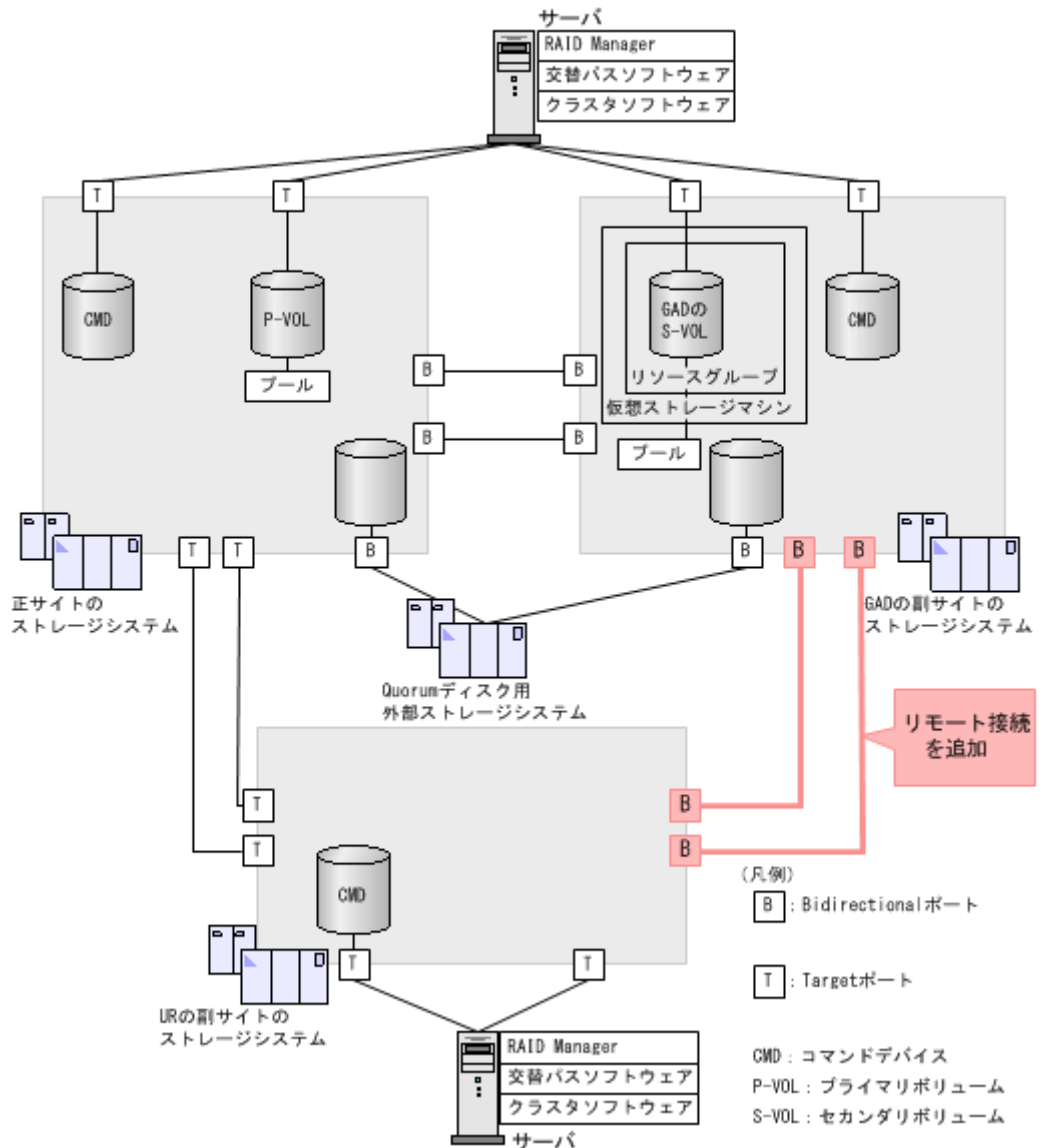 サーバ
RAID Manager
交替パスソフトウェア
クラスタソフトウェア
T
T
T
T
CMD
P-VOL
GADの
S-VOL
CMD
プール
リソースグループ
仮想ストレージマシン
プール
B
B
B
B
T
T
B
B
B
B
正サイトの
ストレージシステム
GADの副サイトの
ストレージシステム
Quorumディスク用
外部ストレージシステム
リモート接続
を追加
T
B
T
B
CMD
T
T
URの副サイトの
ストレージシステム
RAID Manager
交替パスソフトウェア
クラスタソフトウェア
サーバ
(凡例)
B : Bidirectionalポート
T : Targetポート
CMD : コマンドデバイス
P-VOL : プライマリボリューム
S-VOL : セカンダリボリューム